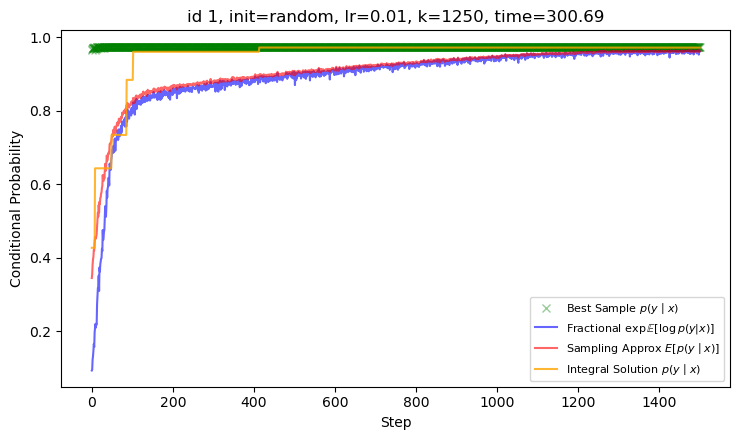 id 1, init=random, lr=0.01, k=1250, time=300.69
Conditional Probability
1.0
0.8
0.6
0.4
0.2
0
200
400
600
800
1000
1200
1400
Step
Best Sample p(y | x)
Fractional exp𝔼[log p(y|x)]
Sampling Approx E[p(y | x)]
Integral Solution p(y | x)